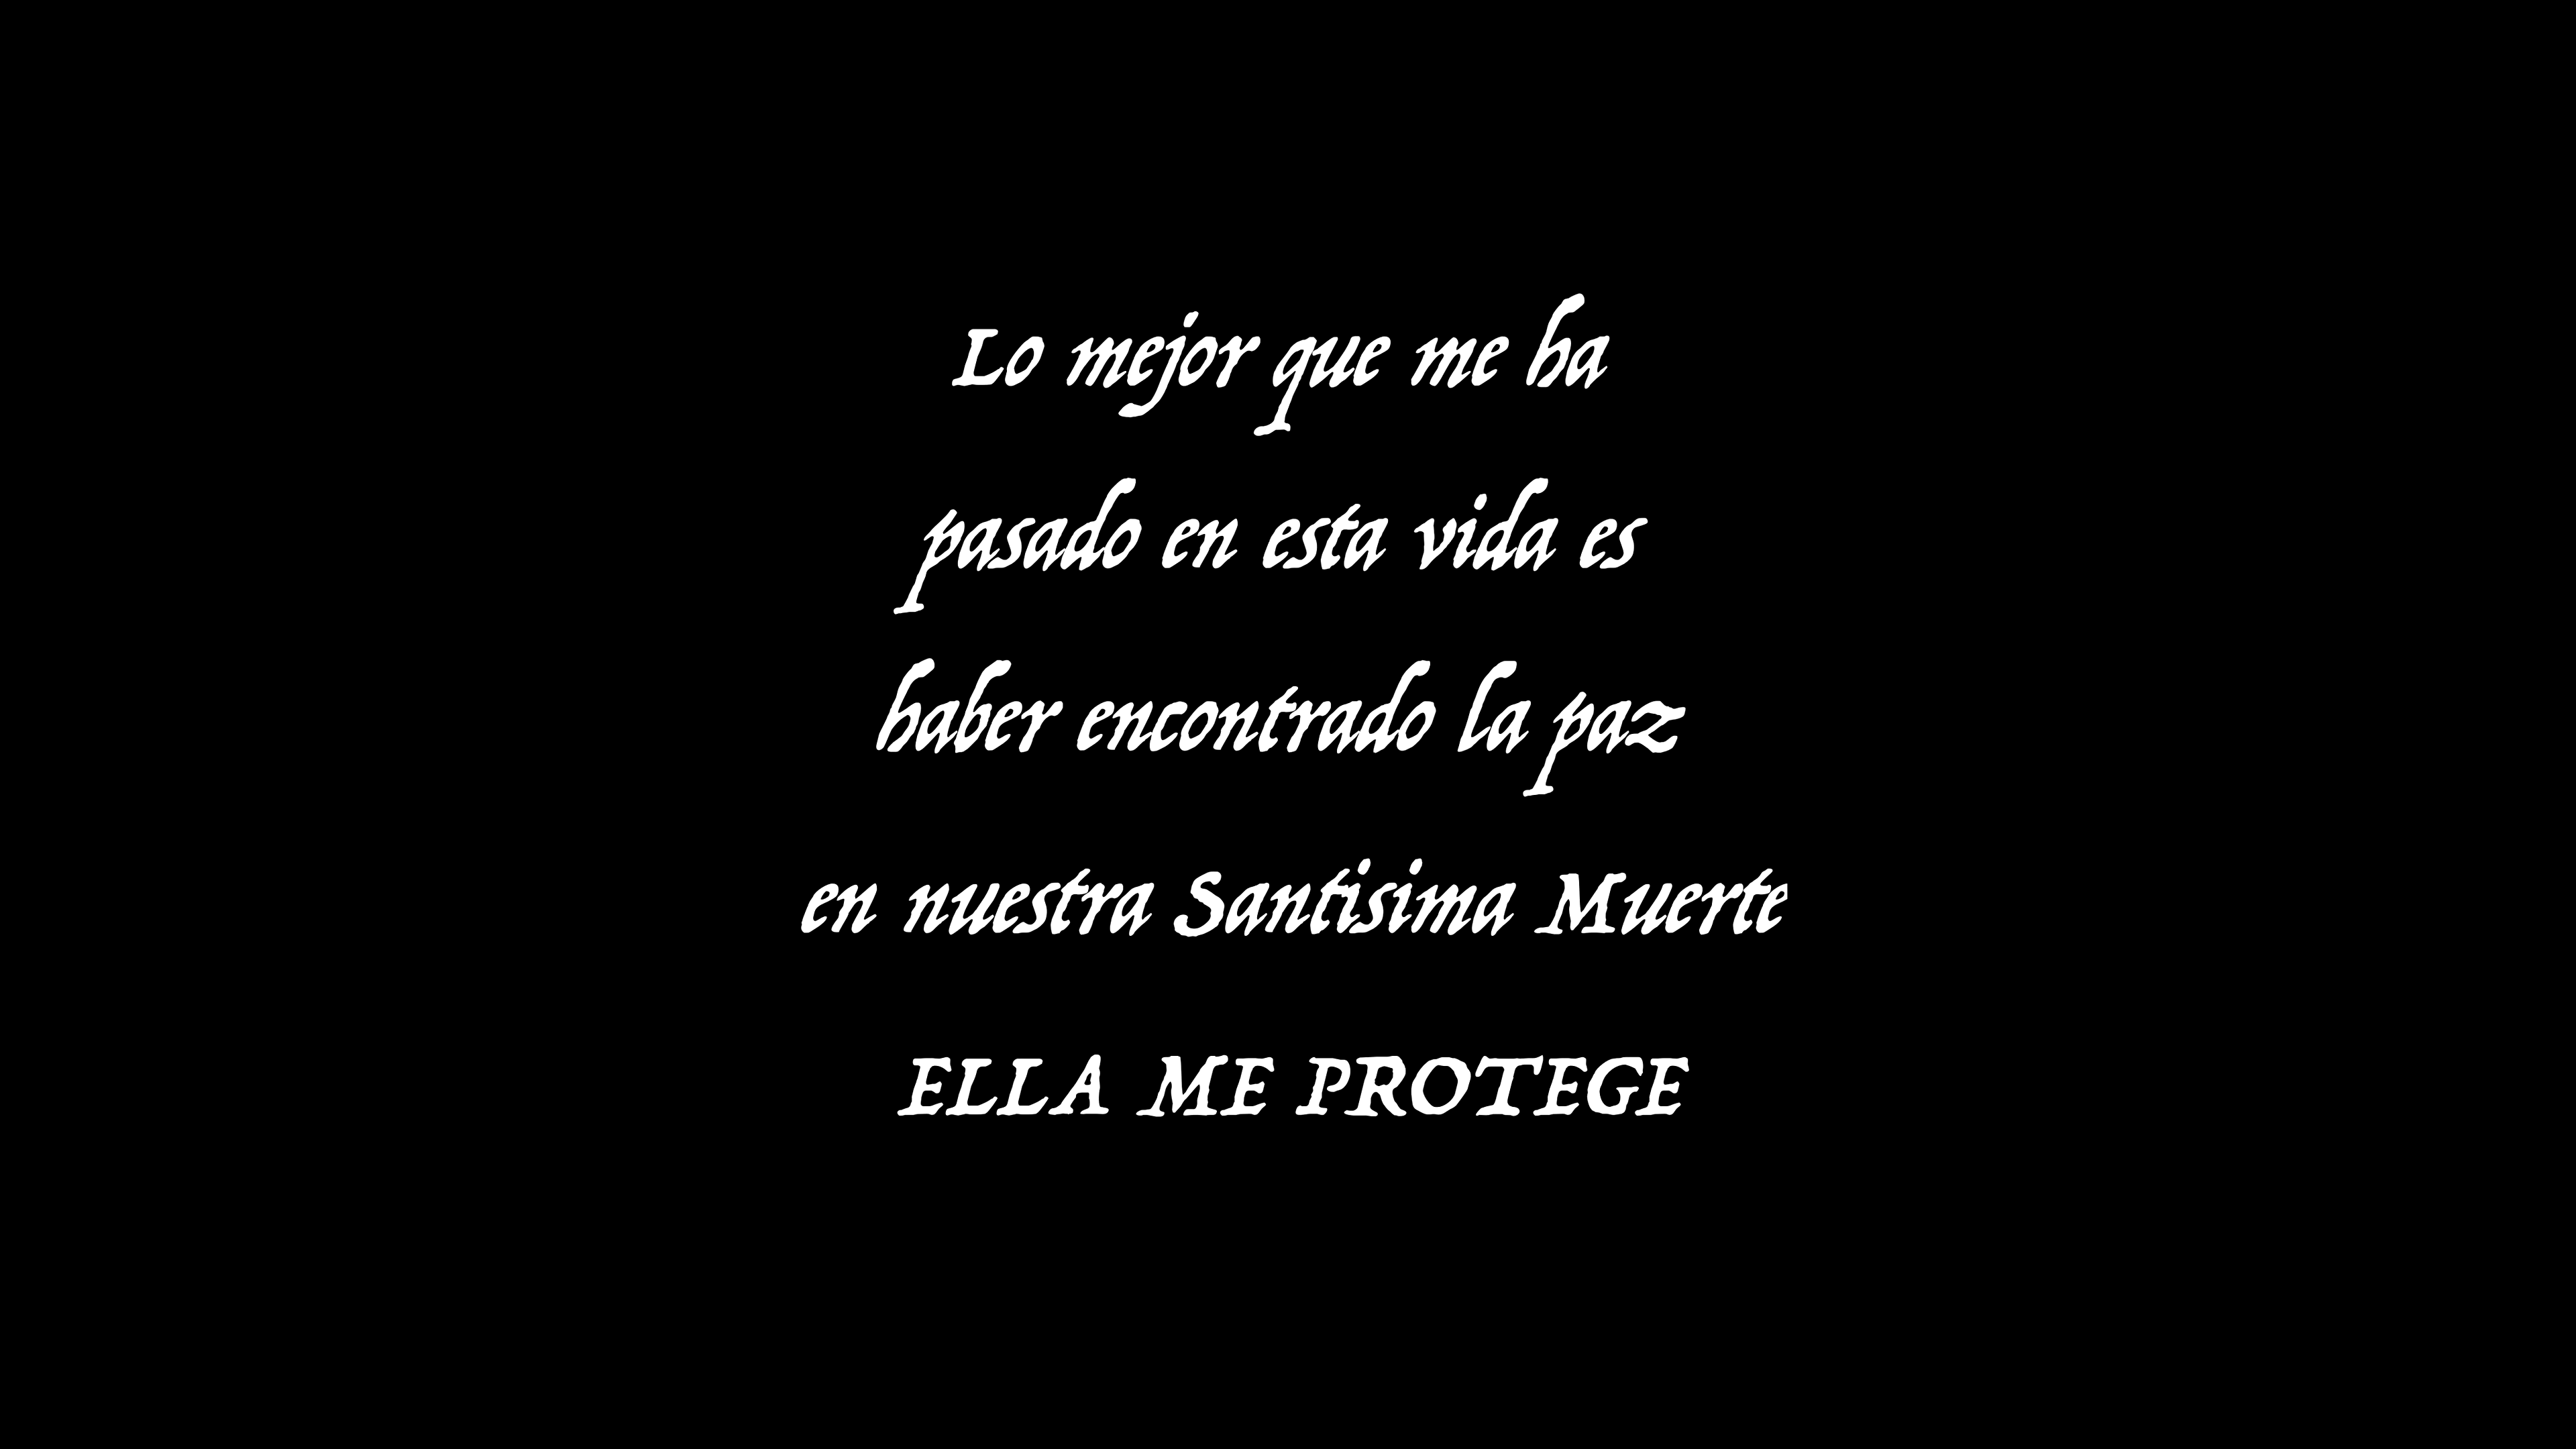 Lo mejor que me ha
pasado en esta vida es
haber encontrado la paz
en nuestra Santisima Muerte
ELLA ME PROTEGE